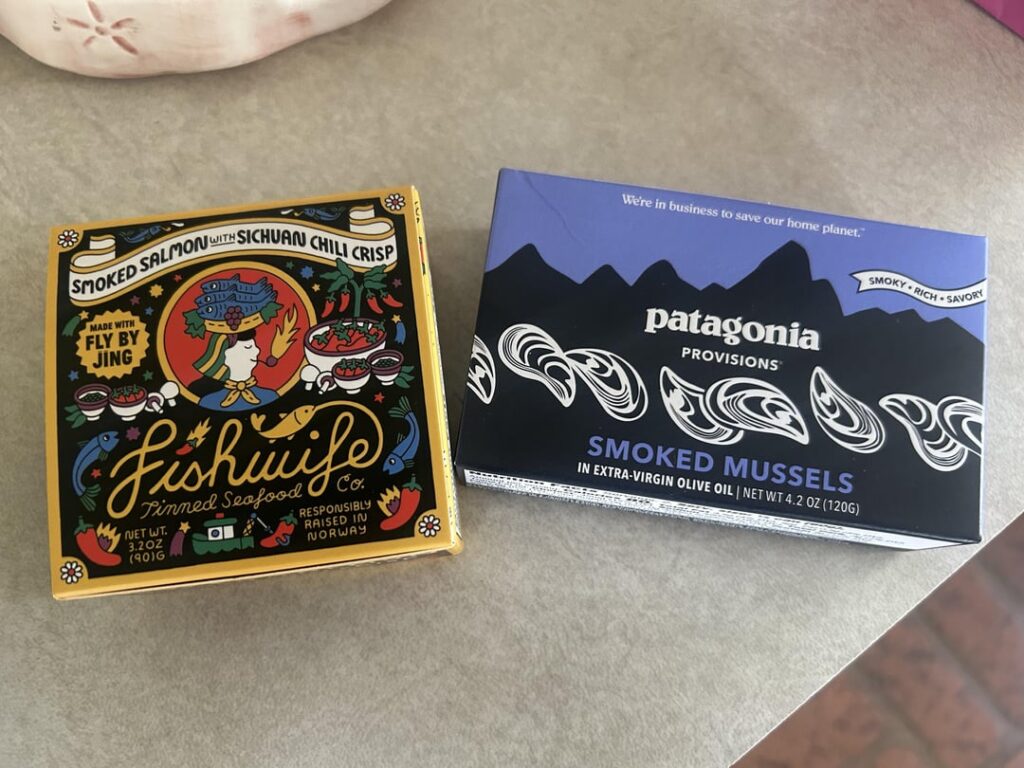 SMOKED SALMON WITH SICHUAN CHILI CRISP
MADE WITH
FLY BY
JING
Fishwife
Tinned Seafood Co.
NET WT.
3.2OZ
(90)G
RESPONSIBLY
RAISED IN
NORWAY
We're in business to save our home planet.™
SMOKY • RICH • SAVORY
patagonia
PROVISIONS
SMOKED MUSSELS
IN EXTRA-VIRGIN OLIVE OIL | NET WT 4.2 OZ (120G)